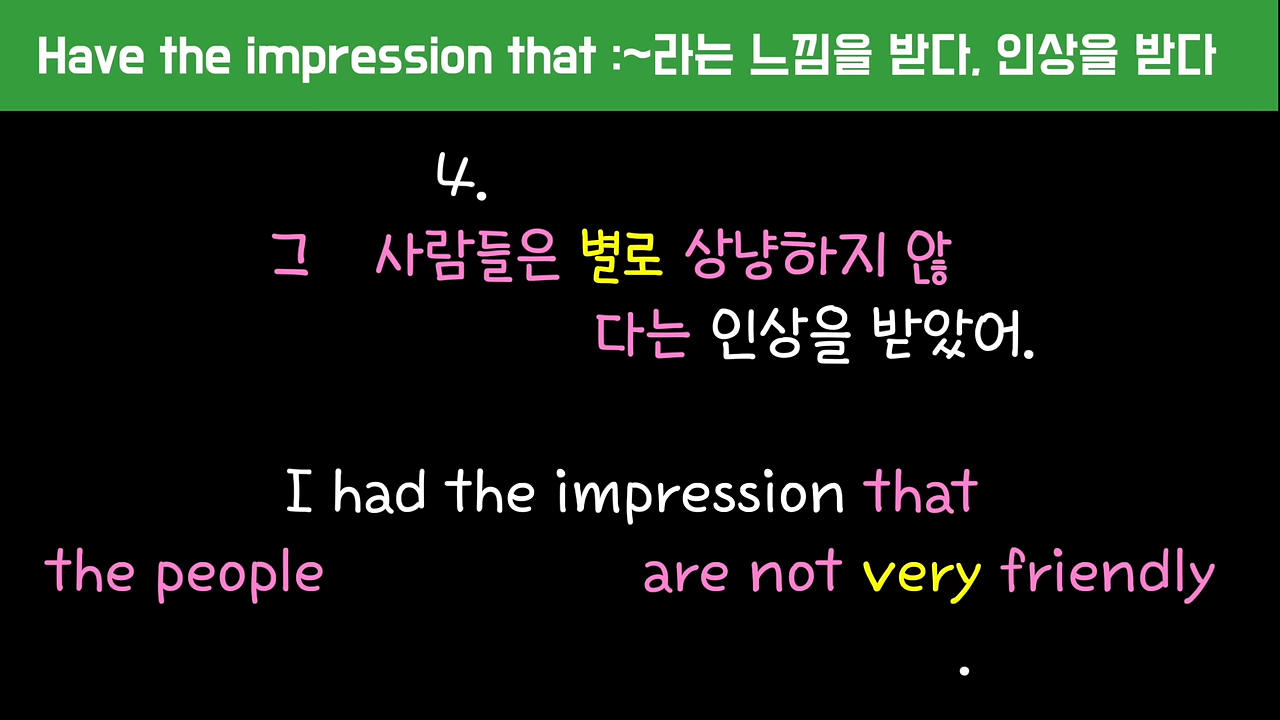 Have the impression that :~라는 느낌을 받다, 인상을 받다
4.
그 사람들은 별로 상냥하지 않
다는 인상을 받았어.
I had the impression that
the people are not very friendly
.